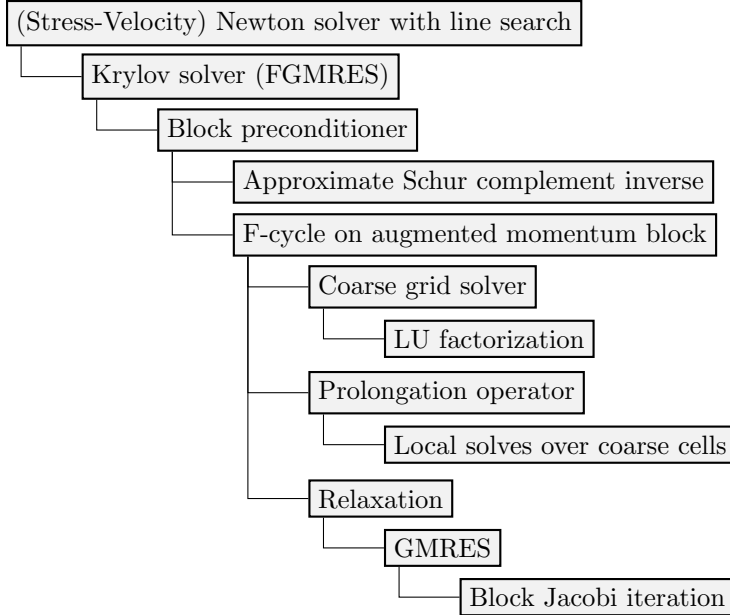 (Stress-Velocity) Newton solver with line search
Krylov solver (FGMRES)
Block preconditioner
Approximate Schur complement inverse
F-cycle on augmented momentum block
Coarse grid solver
LU factorization
Prolongation operator
Local solves over coarse cells
Relaxation
GMRES
Block Jacobi iteration